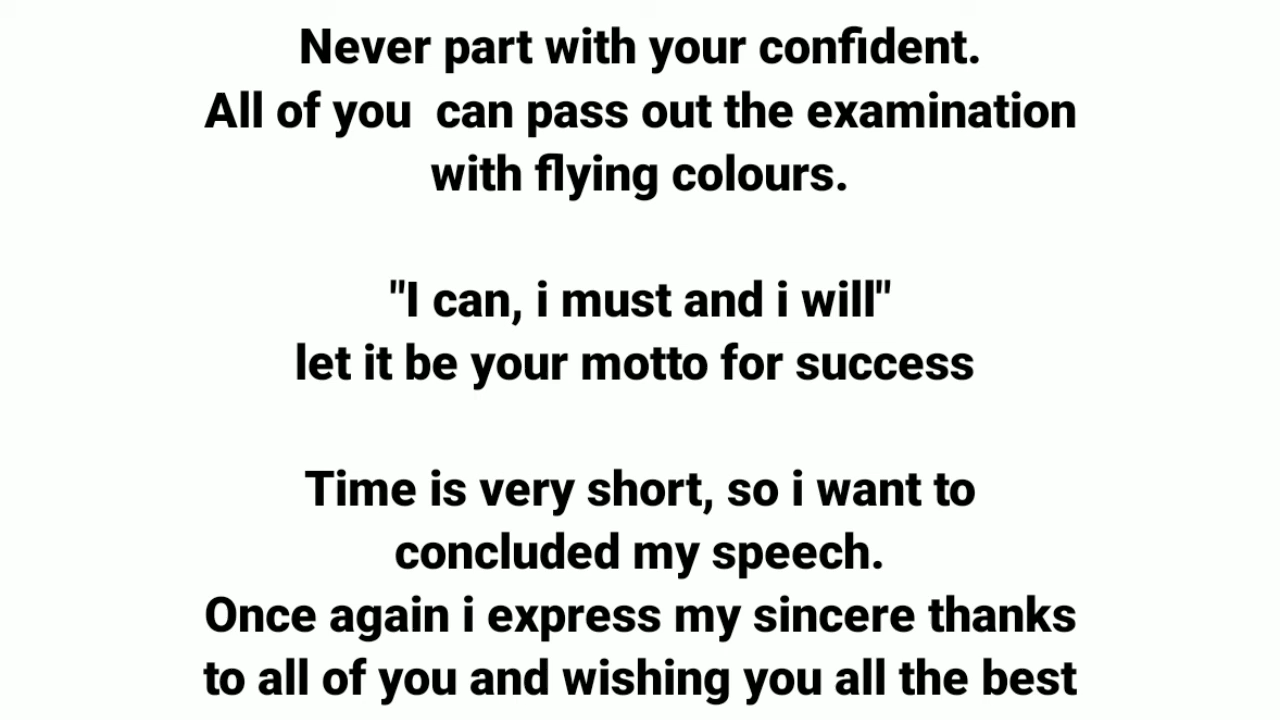 Never part with your confident.
All of you can pass out the examination
with flying colours.
"I can, i must and i will"
let it be your motto for success
Time is very short, so i want to
concluded my speech.
Once again i express my sincere thanks
to all of you and wishing you all the best